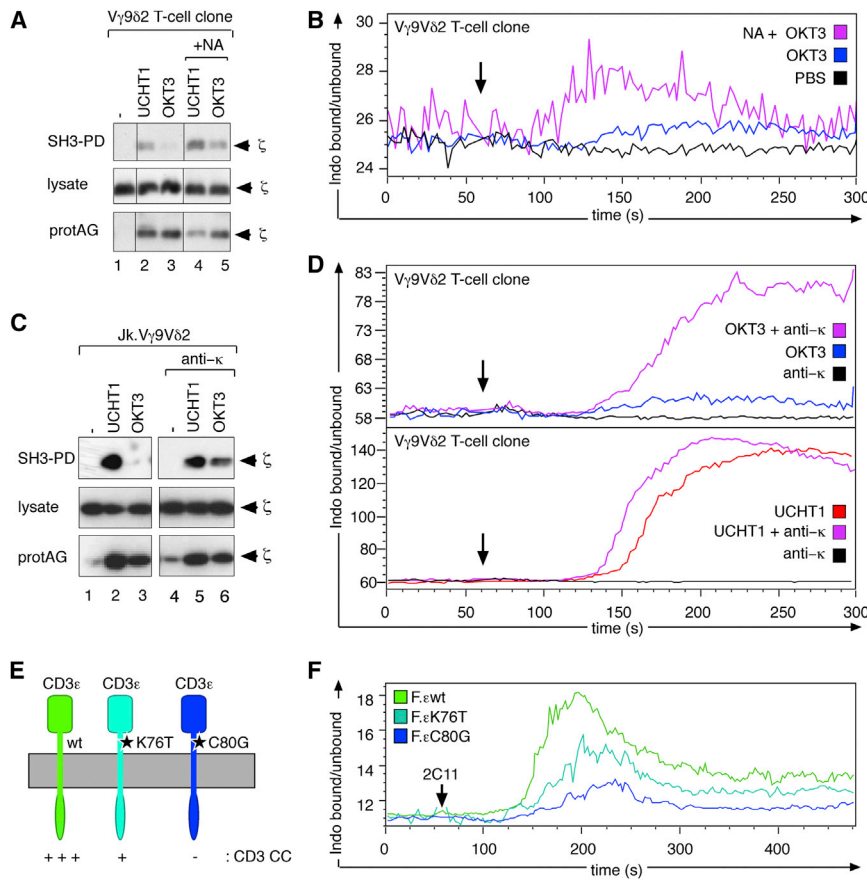 A
Vγ9δ2 T-cell clone
+NA
- UCHT1 OKT3 UCHT1 OKT3
SH3-PD ζ
lysate ζ
protAG ζ
1 2 3 4 5
B
Vγ9Vδ2 T-cell clone
NA + OKT3
OKT3
PBS
Indo bound/unbound
30
28
26
24
0 50 100 150 200 250 300
time (s)
C
Jk.Vγ9Vδ2
anti-κ
- UCHT1 OKT3 - UCHT1 OKT3
SH3-PD ζ
lysate ζ
protAG ζ
1 2 3 4 5 6
D
Vγ9Vδ2 T-cell clone
OKT3 + anti-κ
OKT3
anti-κ
Indo bound/unbound
83
78
73
68
63
58
Vγ9Vδ2 T-cell clone
UCHT1
UCHT1 + anti-κ
anti-κ
Indo bound/unbound
140
120
100
80
60
0 50 100 150 200 250 300
time (s)
E
CD3ε CD3ε CD3ε
wt K76T C80G
+++ + - : CD3 CC
F
F.εwt
F.εK76T
F.εC80G
2C11
Indo bound/unbound
18
16
14
12
0 100 200 300 400
time (s)